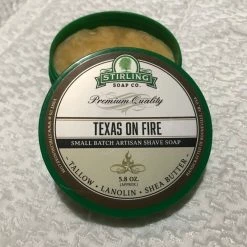 STIRLING
SOAP CO.
Premium Quality
TEXAS ON FIRE
SMALL BATCH ARTISAN SHAVE SOAP
5.8 OZ.
(APPROX.)
TALLOW • LANOLIN • SHEA BUTTER